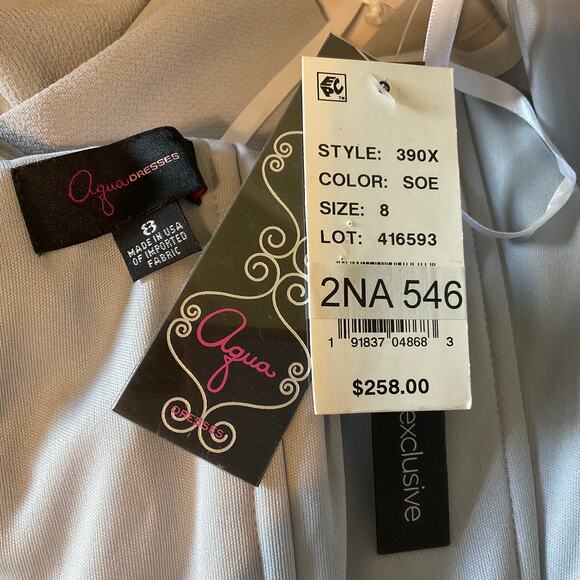 aqua DRESSES
8
MADE IN USA
OF IMPORTED
FABRIC
aqua
DRESSES
EPC™
STYLE: 390X
COLOR: SOE
SIZE: 8
LOT: 416593
2NA 546
1 91837 04868 3
$258.00
exclusive